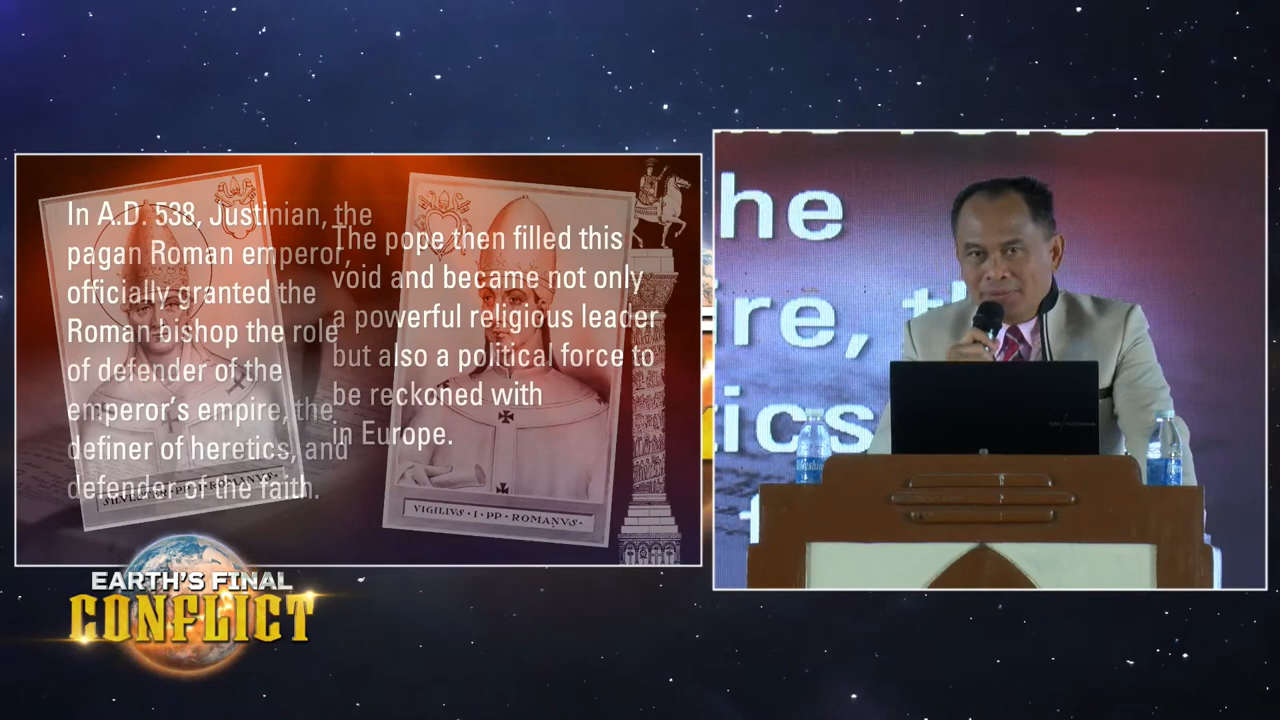 In A.D. 538, Justinian, the
pagan Roman emperor,
officially granted the
Roman bishop the role
of defender of the
emperor's empire, the
definer of heretics, and
defender of the faith.
SILVESTER · PP · I · ROMANVS ·
The pope then filled this
void and became not only
a powerful religious leader
but also a political force to
be reckoned with
in Europe.
VIGILIVS · I · PP · ROMANVS ·
EARTH'S FINAL
CONFLICT
he
ire, th
tics
f